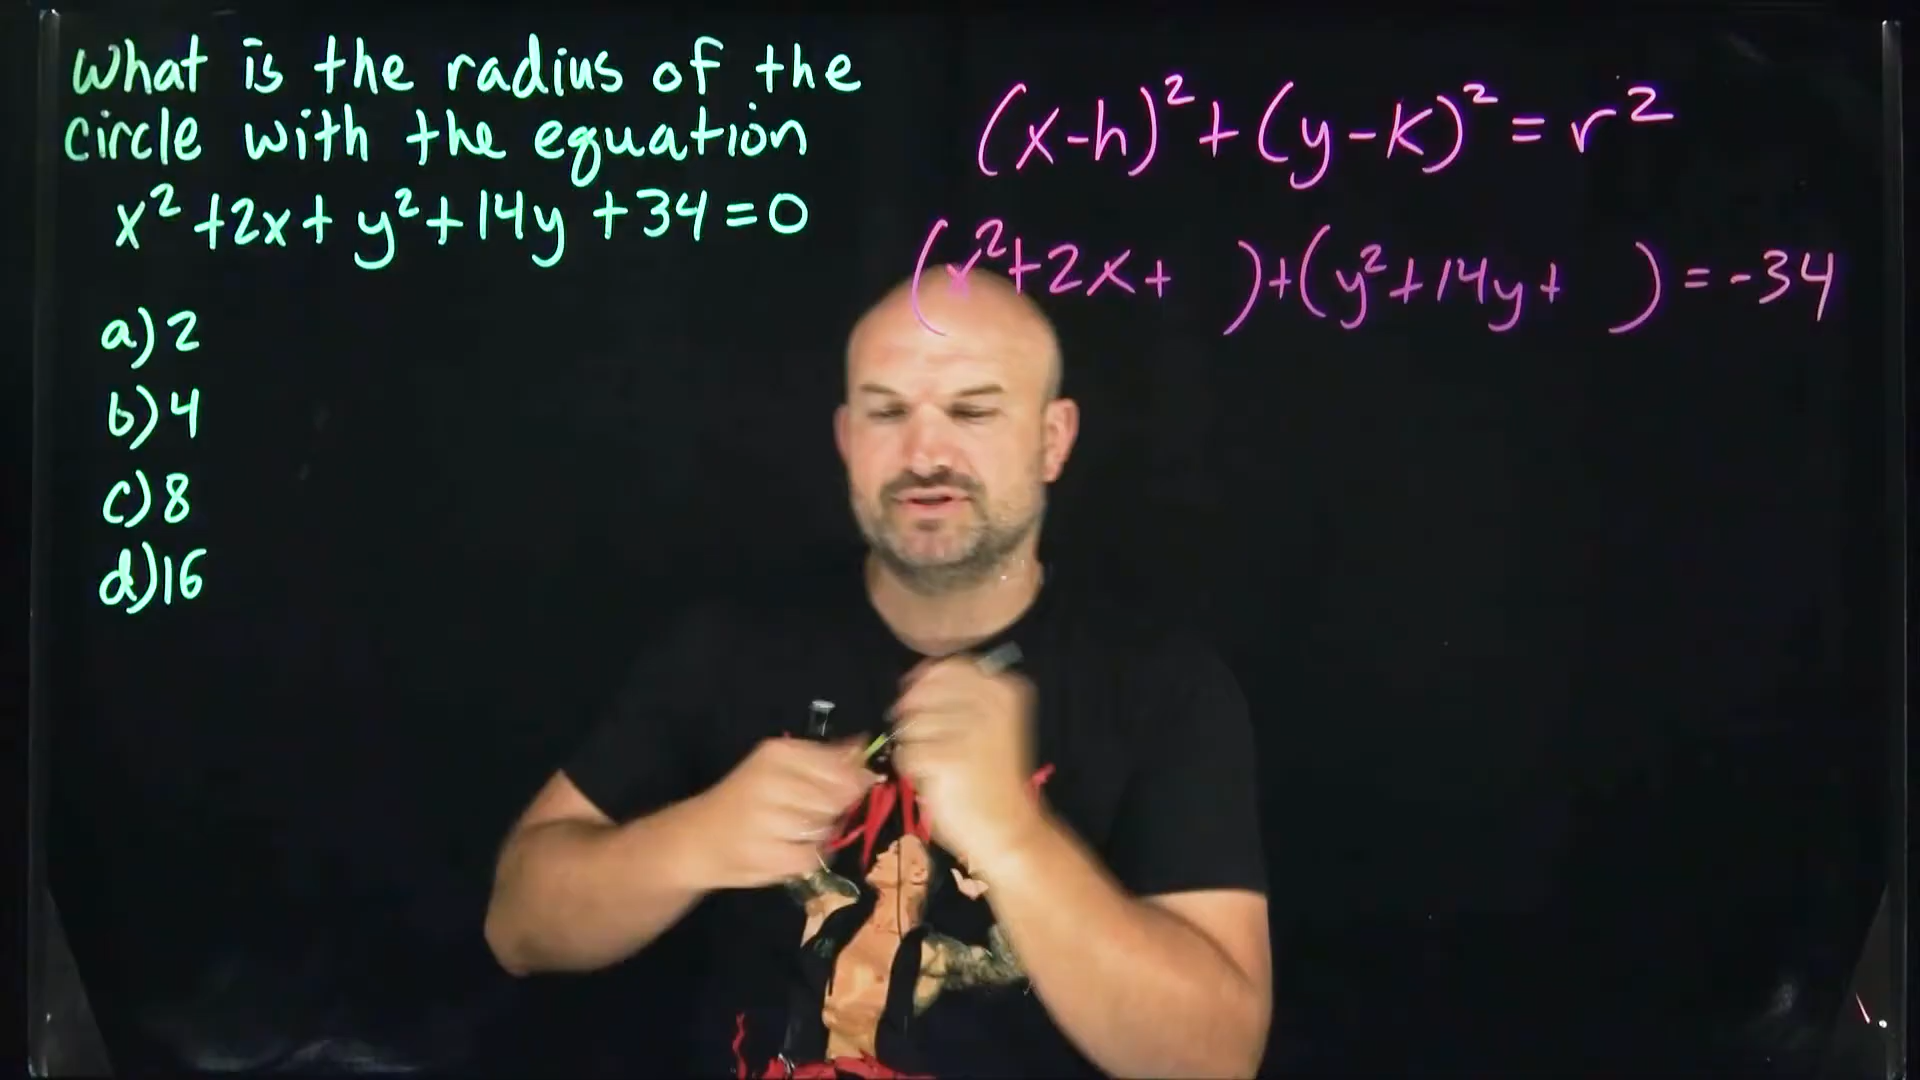 What is the radius of the
circle with the equation
x² + 2x + y² + 14y + 34 = 0
a) 2
b) 4
c) 8
d) 16
(x-h)² + (y-k)² = r²
(x² + 2x + ) + (y² + 14y + ) = -34